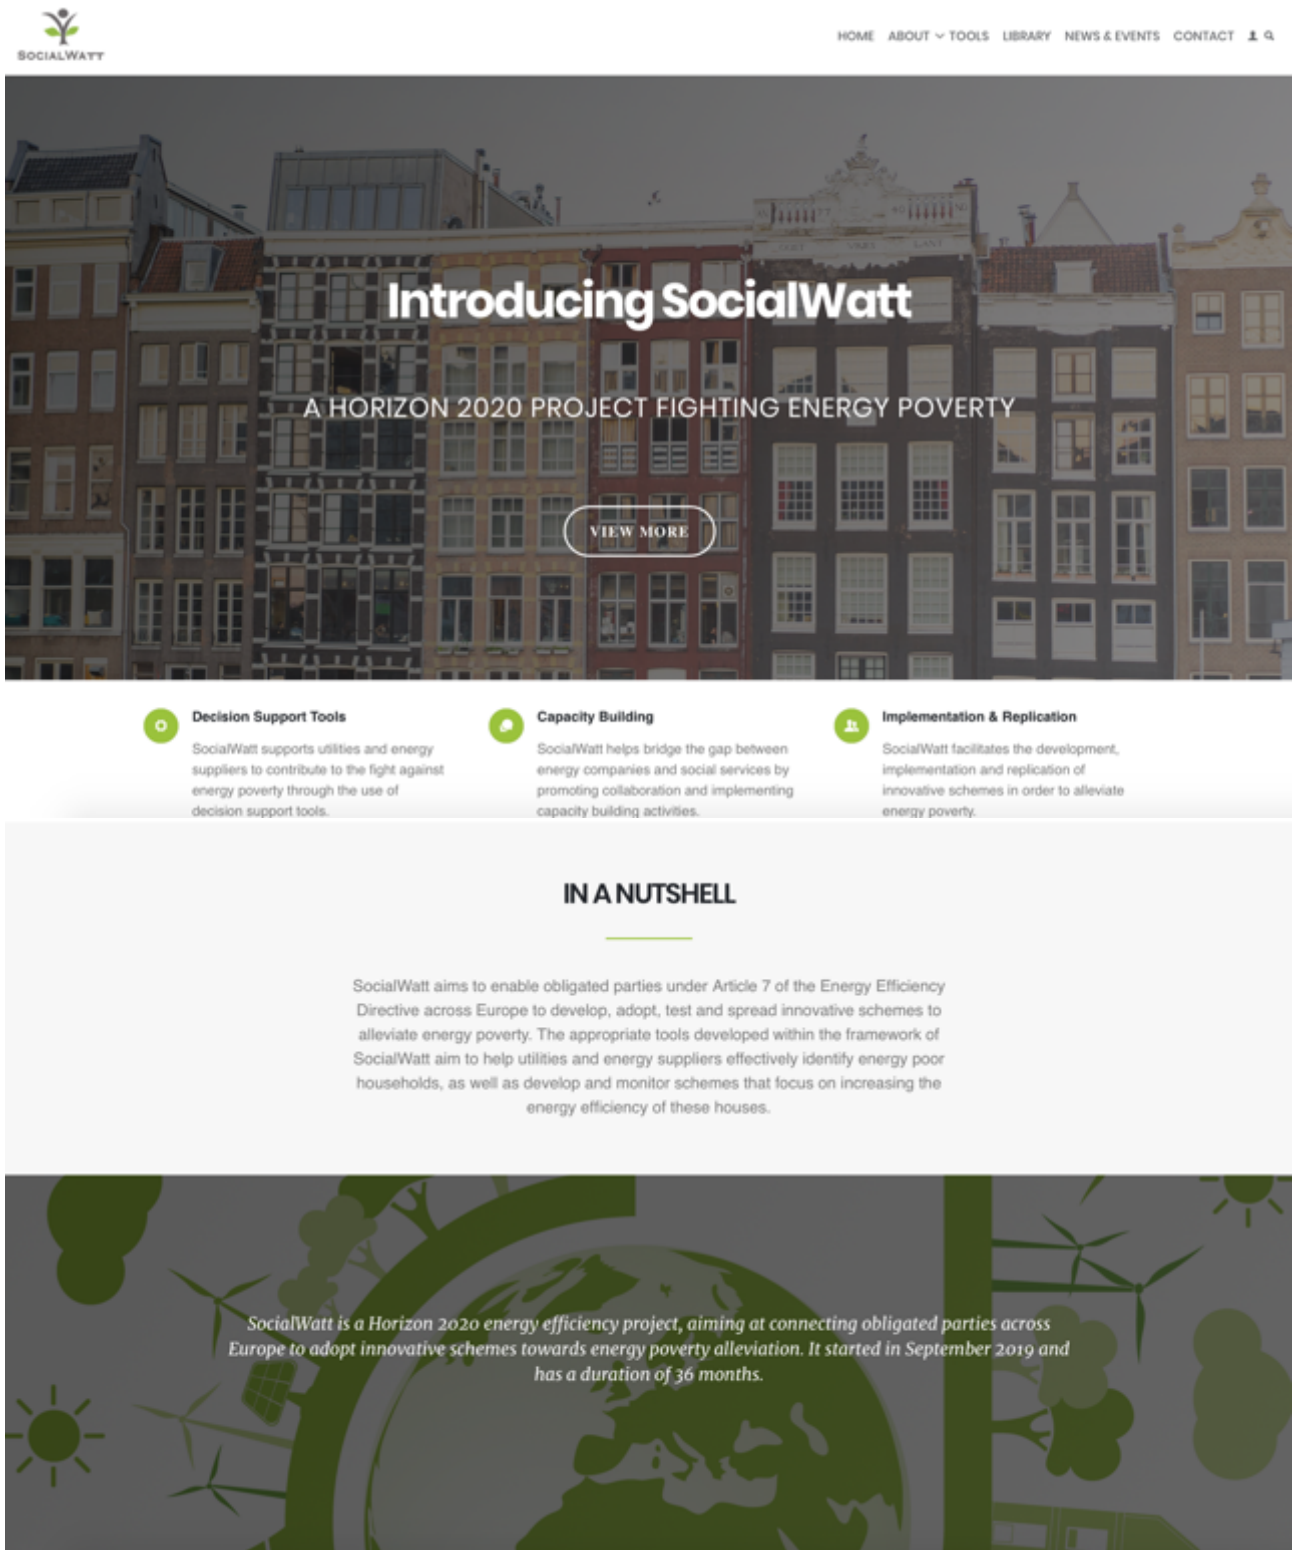 SOCIALWATT
HOME ABOUT TOOLS LIBRARY NEWS & EVENTS CONTACT
Introducing SocialWatt
A HORIZON 2020 PROJECT FIGHTING ENERGY POVERTY
VIEW MORE
Decision Support Tools
SocialWatt supports utilities and energy
suppliers to contribute to the fight against
energy poverty through the use of
decision support tools.
Capacity Building
SocialWatt helps bridge the gap between
energy companies and social services by
promoting collaboration and implementing
capacity building activities.
Implementation & Replication
SocialWatt facilitates the development,
implementation and replication of
innovative schemes in order to alleviate
energy poverty.
IN A NUTSHELL
SocialWatt aims to enable obligated parties under Article 7 of the Energy Efficiency
Directive across Europe to develop, adopt, test and spread innovative schemes to
alleviate energy poverty. The appropriate tools developed within the framework of
SocialWatt aim to help utilities and energy suppliers effectively identify energy poor
households, as well as develop and monitor schemes that focus on increasing the
energy efficiency of these houses.
SocialWatt is a Horizon 2020 energy efficiency project, aiming at connecting obligated parties across
Europe to adopt innovative schemes towards energy poverty alleviation. It started in September 2019 and
has a duration of 36 months.